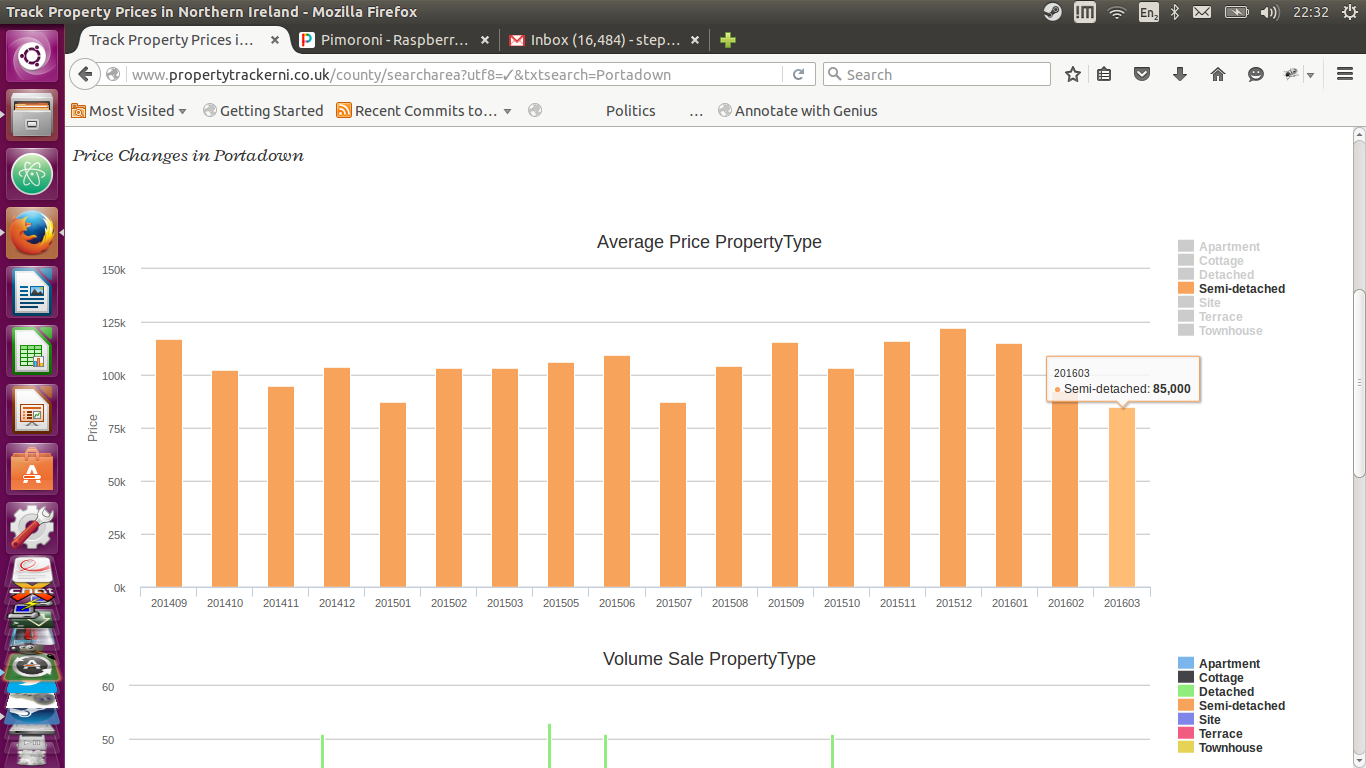 Track Property Prices in Northern Ireland - Mozilla Firefox
En2
22:32
Track Property Prices i...
Pimoroni - Raspberr...
Inbox (16,484) - step...
www.propertytrackerni.co.uk/county/searcharea?utf8=✓&txtsearch=Portadown
Search
Most Visited
Getting Started
Recent Commits to...
Politics
...
Annotate with Genius
Price Changes in Portadown
Average Price PropertyType
Apartment
Cottage
Detached
Semi-detached
Site
Terrace
Townhouse
150k
125k
100k
75k
50k
25k
0k
Price
201603
Semi-detached: 85,000
201409 201410 201411 201412 201501 201502 201503 201505 201506 201507 201508 201509 201510 201511 201512 201601 201602 201603
Volume Sale PropertyType
60
50
Apartment
Cottage
Detached
Semi-detached
Site
Terrace
Townhouse